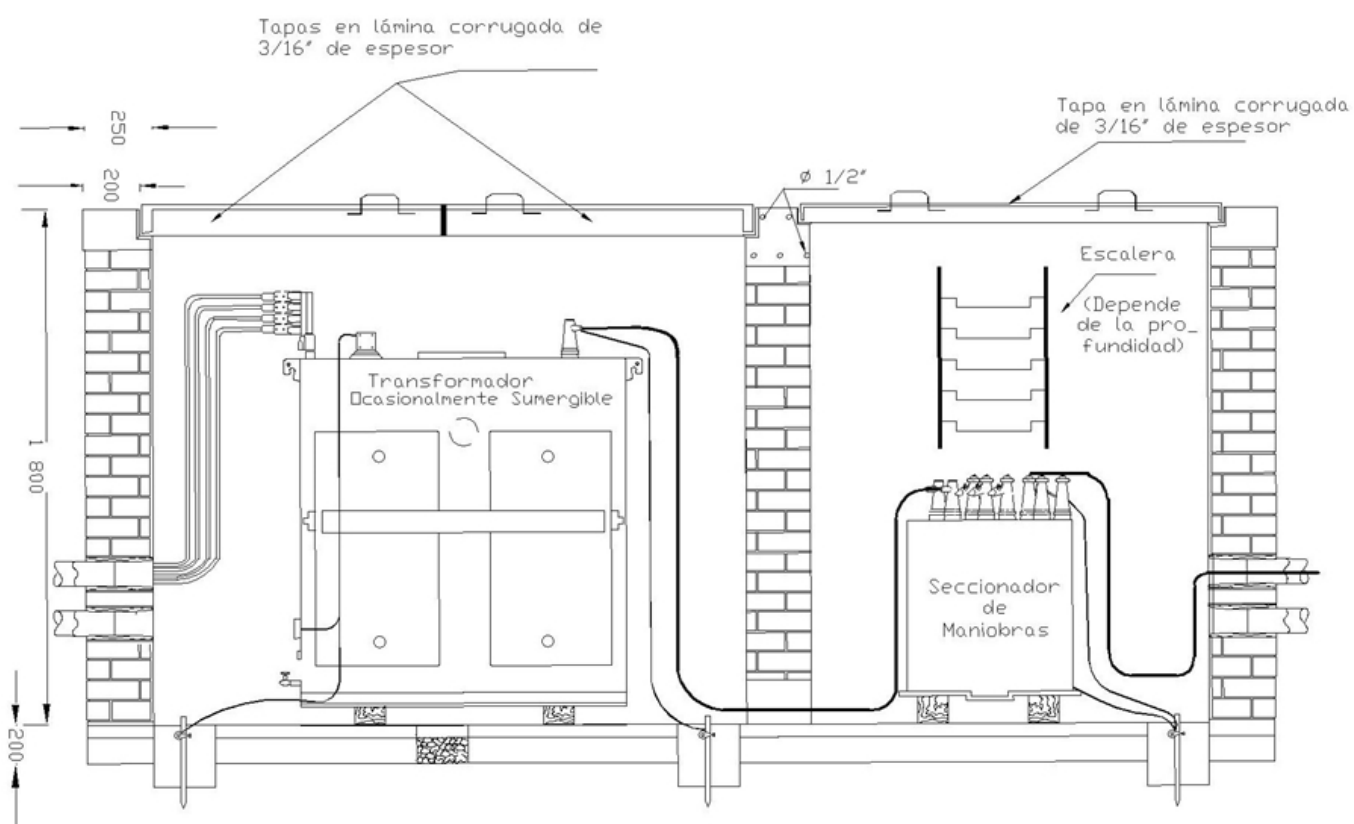 Tapas en lámina corrugada de
3/16" de espesor
Tapa en lámina corrugada
de 3/16" de espesor
250
200
ø 1/2"
Escalera
(Depende
de la pro_
fundidad)
Transformador
Ocasionalmente Sumergible
1 800
Seccionador
de
Maniobras
200